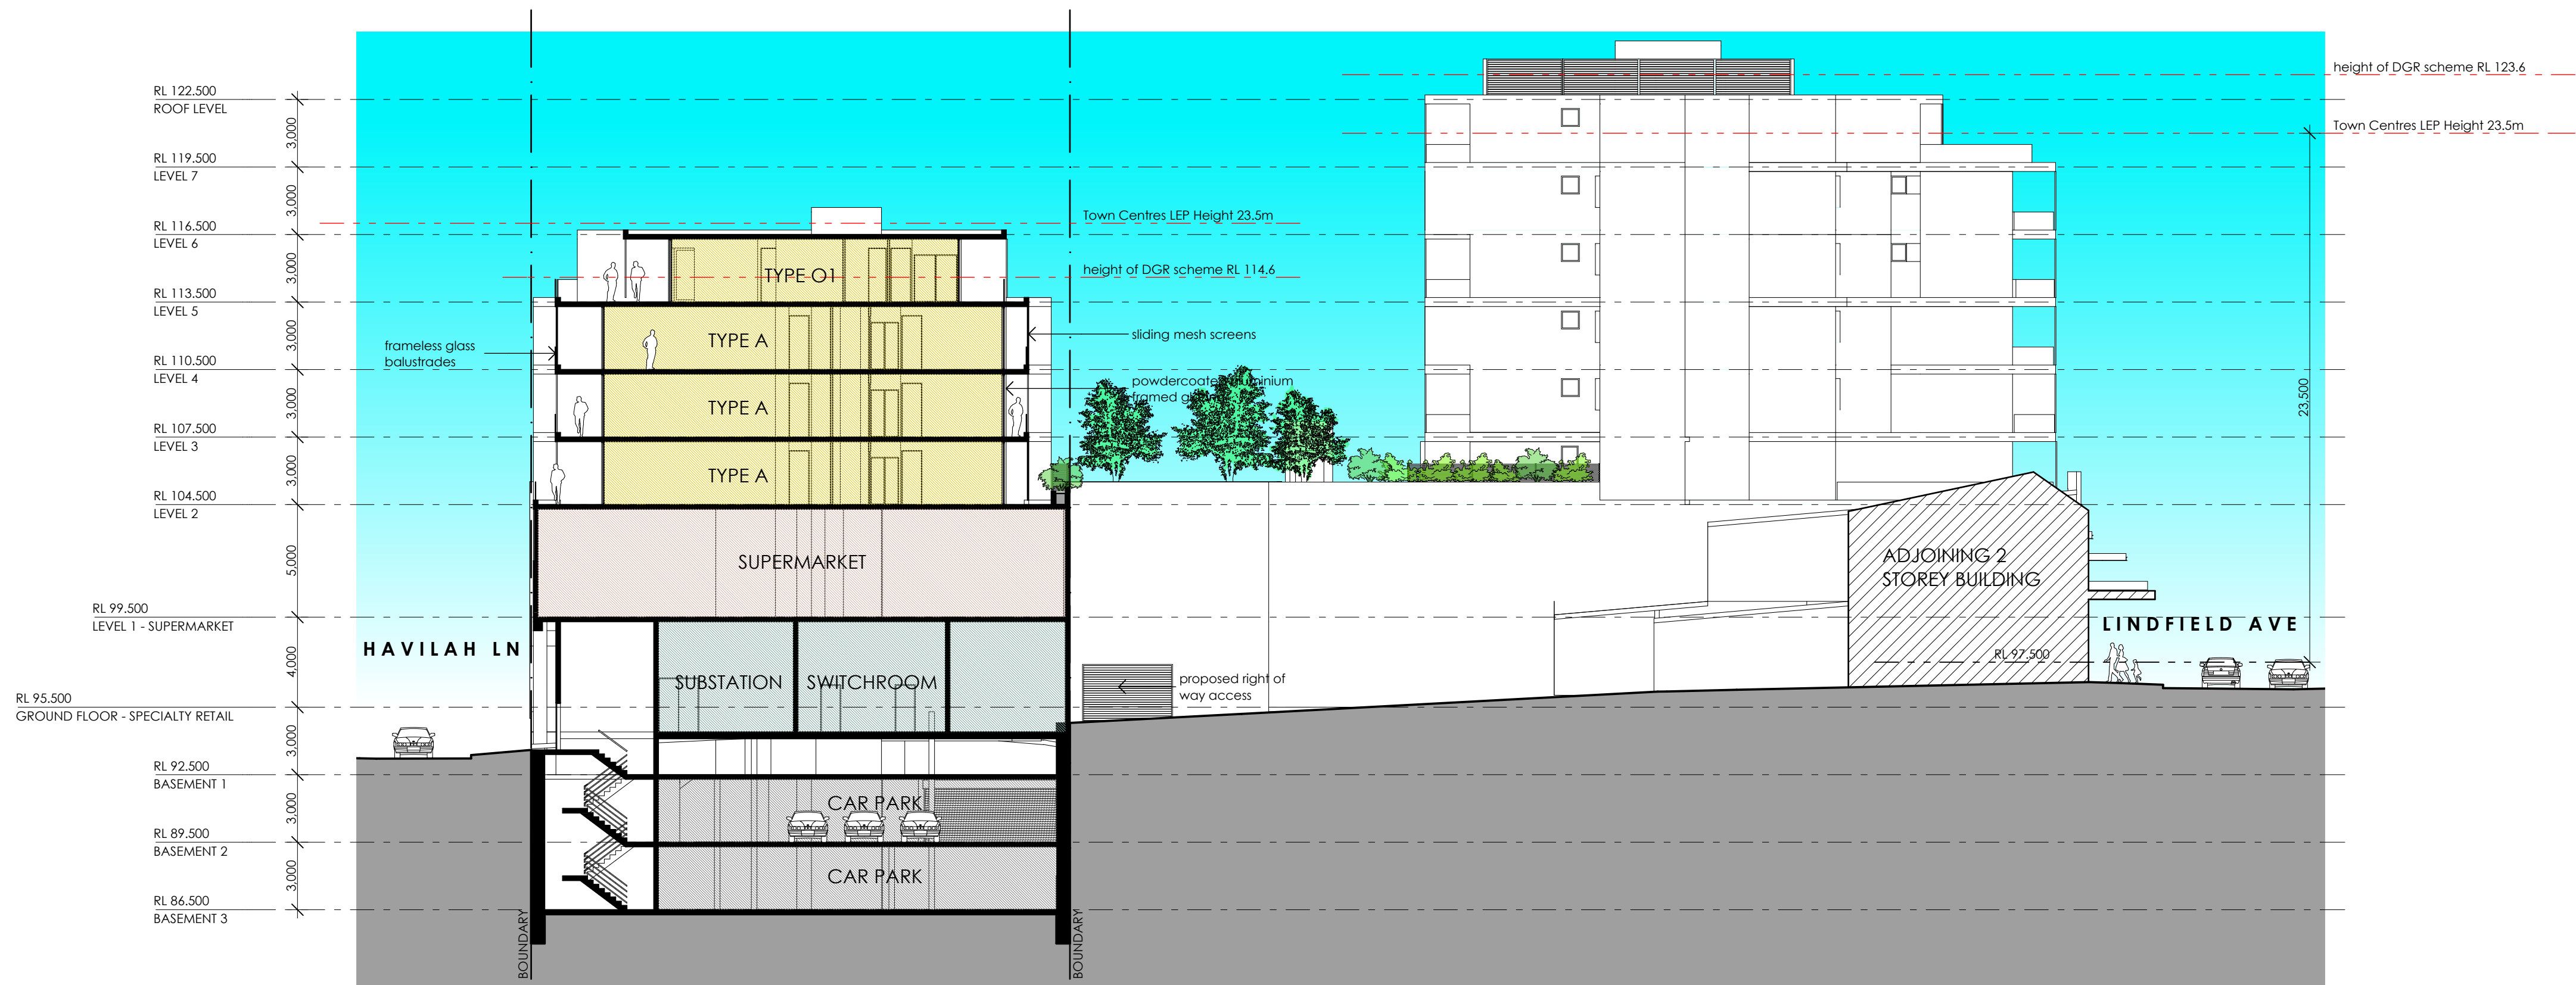 height of DGR scheme RL 123.6
RL 122.500
ROOF LEVEL
3,000
Town Centres LEP Height 23.5m
RL 119.500
LEVEL 7
3,000
Town Centres LEP Height 23.5m
RL 116.500
LEVEL 6
3,000
height of DGR scheme RL 114.6
TYPE O1
RL 113.500
LEVEL 5
3,000
frameless glass
balustrades
TYPE A
sliding mesh screens
RL 110.500
LEVEL 4
3,000
powdercoated aluminium
framed
TYPE A
23,500
RL 107.500
LEVEL 3
3,000
TYPE A
RL 104.500
LEVEL 2
5,000
SUPERMARKET
ADJOINING 2
STOREY BUILDING
RL 99.500
LEVEL 1 - SUPERMARKET
4,000
HAVILAH LN
LINDFIELD AVE
RL 97.500
SUBSTATION
SWITCHROOM
proposed right of
way access
RL 95.500
GROUND FLOOR - SPECIALTY RETAIL
3,000
RL 92.500
BASEMENT 1
3,000
CAR PARK
RL 89.500
BASEMENT 2
3,000
CAR PARK
RL 86.500
BASEMENT 3
BOUNDARY
BOUNDARY